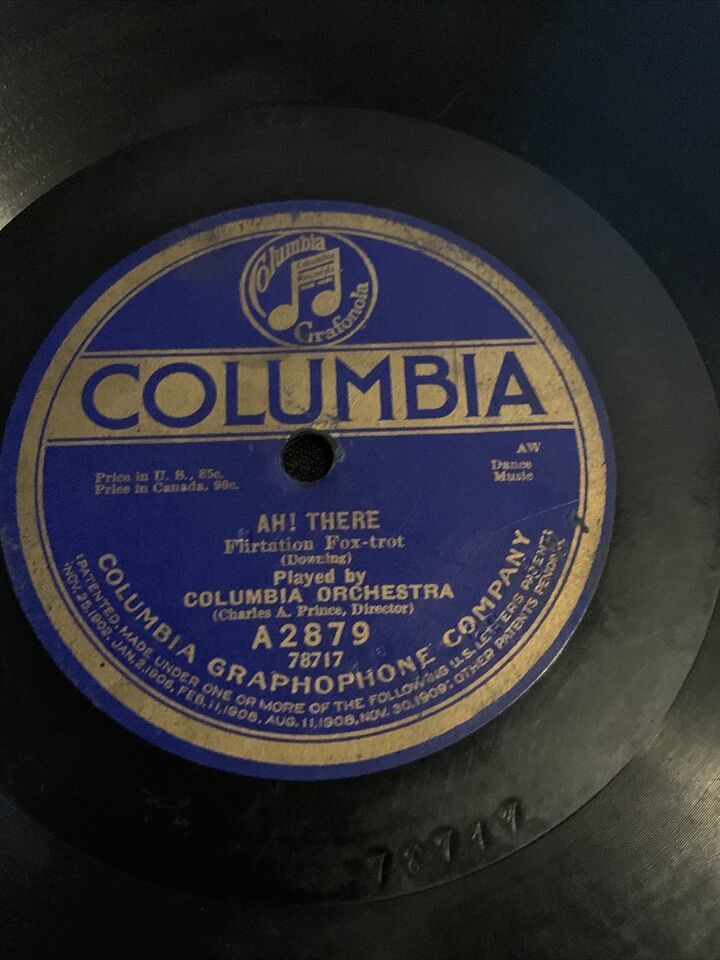 Columbia
Columbia
Records
Grafonola
COLUMBIA
Price in U. S., 85c.
Price in Canada, 90c.
AW
Dance
Music
AH! THERE
Flirtation Fox-trot
(Downing)
Played by
COLUMBIA ORCHESTRA
(Charles A. Prince, Director)
A2879
78717
COLUMBIA GRAPHOPHONE COMPANY
(PATENTED, MADE UNDER ONE OR MORE OF THE FOLLOWING U.S. LETTERS PATENT:
NOV. 25, 1902, JAN. 2, 1906, FEB. 11, 1908, AUG. 11, 1908, NOV. 30, 1909; OTHER PATENTS PENDING)
78717